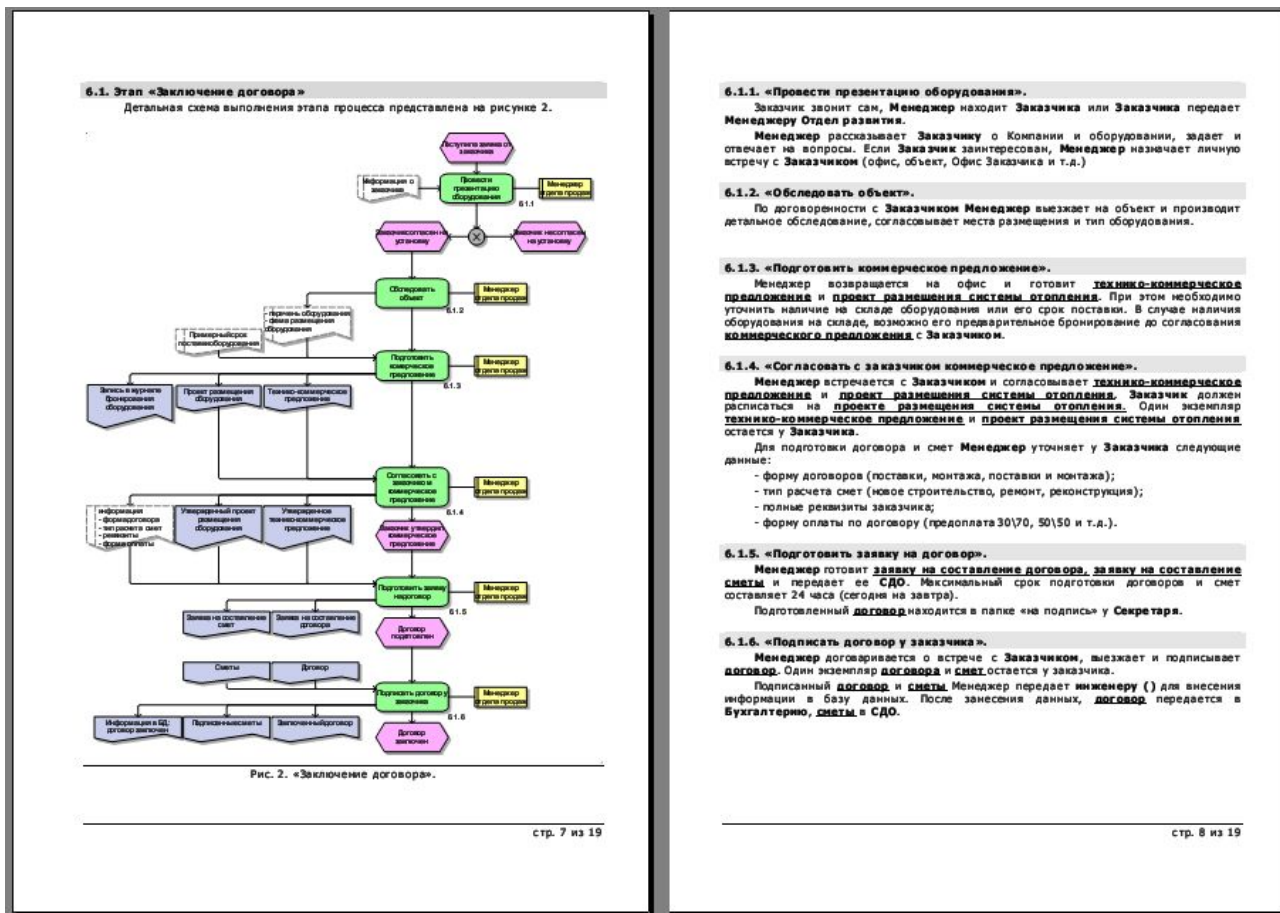 6.1. Этап «Заключение договора»
Детальная схема выполнения этапа процесса представлена на рисунке 2.
Поступила заявка от
заказчика
Информация о
заказчике
Провести
презентацию
оборудования
Менеджер
отдела продаж
6.1.1
Заказчик согласен на
установку
Заказчик не согласен
на установку
Обследовать
объект
Менеджер
отдела продаж
6.1.2
- перечень оборудования
- схема размещения
оборудования
Примерный срок
поставки оборудования
Подготовить
комерческое
предложение
Менеджер
отдела продаж
6.1.3
Запись в журнале
бронирования
оборудования
Проект размещения
оборудования
Технико-коммерческое
предложение
Согласовать с
заказчиком
коммерческое
предложение
Менеджер
отдела продаж
6.1.4
информация
- форма договора
- тип расчета смет
- реквизиты
- форма оплаты
Утвержденный проект
размещения
оборудования
Утвержденное
технико-коммерческое
предложение
Заказчик утвердил
коммерческое
предложение
Подготовить заявку
на договор
Менеджер
отдела продаж
6.1.5
Заявка на составление
смет
Заявка на составление
договора
Договор
подготовлен
Сметы
Договор
Подписать договор у
заказчика
Менеджер
отдела продаж
6.1.6
Информация в БД:
договор заключен
Подписанные сметы
Заключенный договор
Договор
заключен
Рис. 2. «Заключение договора».
стр. 7 из 19
6.1.1. «Провести презентацию оборудования».
Заказчик звонит сам, Менеджер находит Заказчика или Заказчика передает
Менеджеру Отдел развития.
Менеджер рассказывает Заказчику о Компании и оборудовании, задает и
отвечает на вопросы. Если Заказчик заинтересован, Менеджер назначает личную
встречу с Заказчиком (офис, объект, Офис Заказчика и т.д.)
6.1.2. «Обследовать объект».
По договоренности с Заказчиком Менеджер выезжает на объект и производит
детальное обследование, согласовывает места размещения и тип оборудования.
6.1.3. «Подготовить коммерческое предложение».
Менеджер возвращается на офис и готовит технико-коммерческое
предложение и проект размещения системы отопления. При этом необходимо
уточнить наличие на складе оборудования или его срок поставки. В случае наличия
оборудования на складе, возможно его предварительное бронирование до согласования
коммерческого предложения с Заказчиком.
6.1.4. «Согласовать с заказчиком коммерческое предложение».
Менеджер встречается с Заказчиком и согласовывает технико-коммерческое
предложение и проект размещения системы отопления. Заказчик должен
расписаться на проекте размещения системы отопления. Один экземпляр
технико-коммерческое предложение и проект размещения системы отопления
остается у Заказчика.
Для подготовки договора и смет Менеджер уточняет у Заказчика следующие
данные:
- форму договоров (поставки, монтажа, поставки и монтажа);
- тип расчета смет (новое строительство, ремонт, реконструкция);
- полные реквизиты заказчика;
- форму оплаты по договору (предоплата 30\70, 50\50 и т.д.).
6.1.5. «Подготовить заявку на договор».
Менеджер готовит заявку на составление договора, заявку на составление
сметы и передает ее СДО. Максимальный срок подготовки договоров и смет
составляет 24 часа (сегодня на завтра).
Подготовленный договор находится в папке «на подпись» у Секретаря.
6.1.6. «Подписать договор у заказчика».
Менеджер договаривается о встрече с Заказчиком, выезжает и подписывает
договор. Один экземпляр договора и смет остается у заказчика.
Подписанный договор и сметы Менеджер передает инженеру () для внесения
информации в базу данных. После занесения данных, договор передается в
Бухгалтерию, сметы в СДО.
стр. 8 из 19